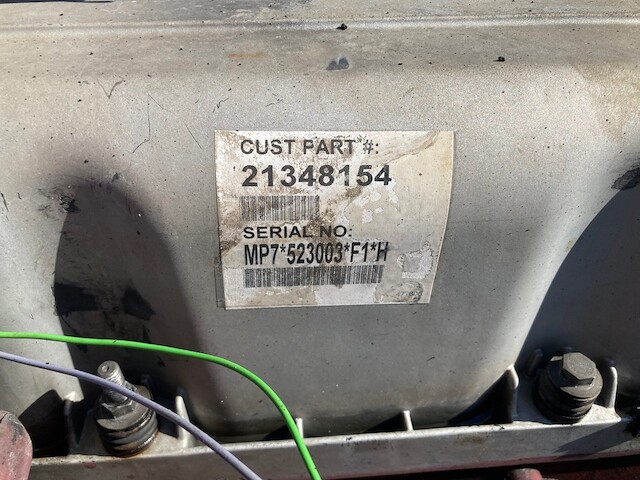 CUST PART #:
21348154
SERIAL NO:
MP7*523003*F1*H